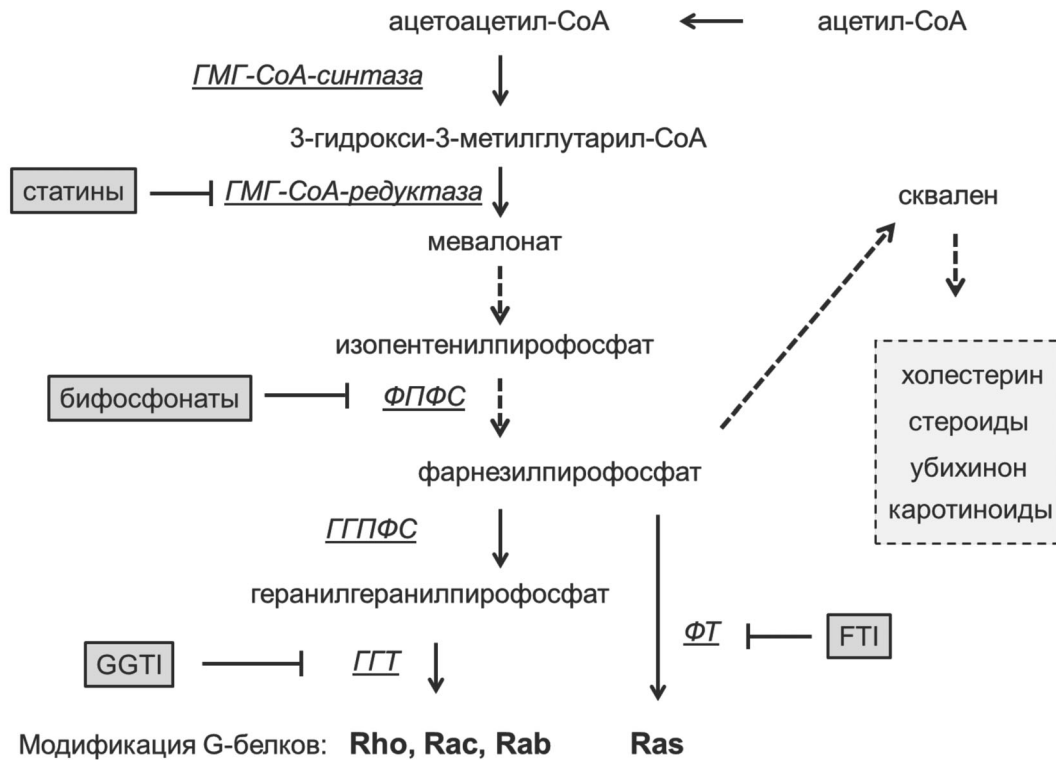 ацетоацетил-CoA ацетил-CoA
ГМГ-CoA-синтаза
3-гидрокси-3-метилглутарил-CoA
статины ГМГ-CoA-редуктаза
сквален
мевалонат
изопентенилпирофосфат
бифосфонаты ФПФС
холестерин
стероиды
убихинон
каротиноиды
фарнезилпирофосфат
ГГПФС
геранилгеранилпирофосфат
GGTI ГГТ ФТ FTI
Модификация G-белков: Rho, Rac, Rab Ras